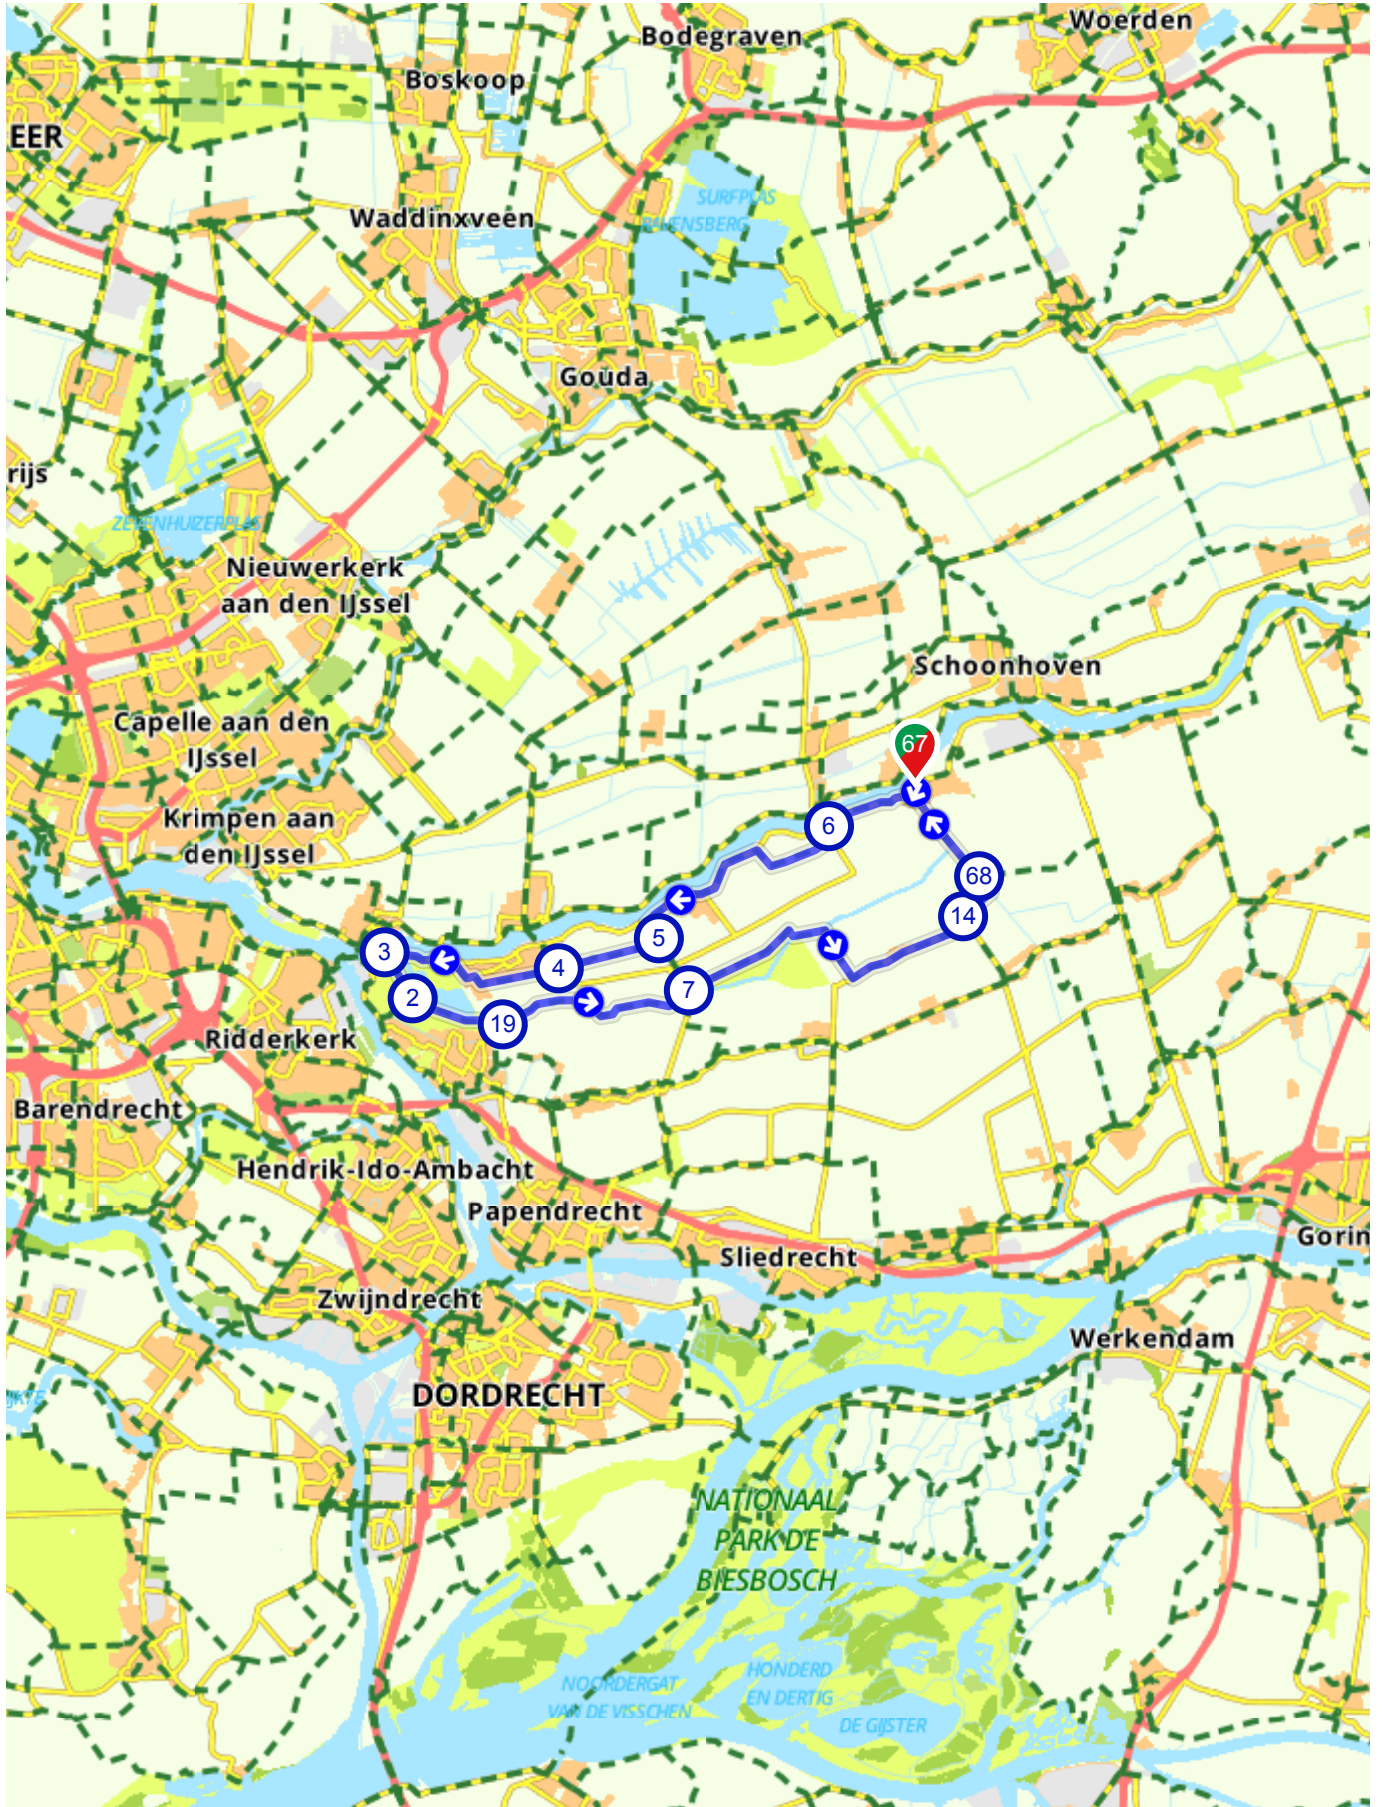 Woerden
Bodegraven
Boskoop
EER
SURFPLAS
RAVENSBERG
Waddinxveen
Gouda
rijs
ZEVENHUIZERPLAS
Nieuwerkerk
aan den IJssel
Schoonhoven
Capelle aan den
IJssel
67
Krimpen aan
den IJssel
6
68
14
5
3
4
7
2
19
Ridderkerk
Barendrecht
Hendrik-Ido-Ambacht
Papendrecht
Gorin
Sliedrecht
Zwijndrecht
Werkendam
DORDRECHT
NATIONAAL
PARK DE
BIESBOSCH
HONDERD
EN DERTIG
NOORDERGAT
VAN DE VISSCHEN
DE GIJSTER